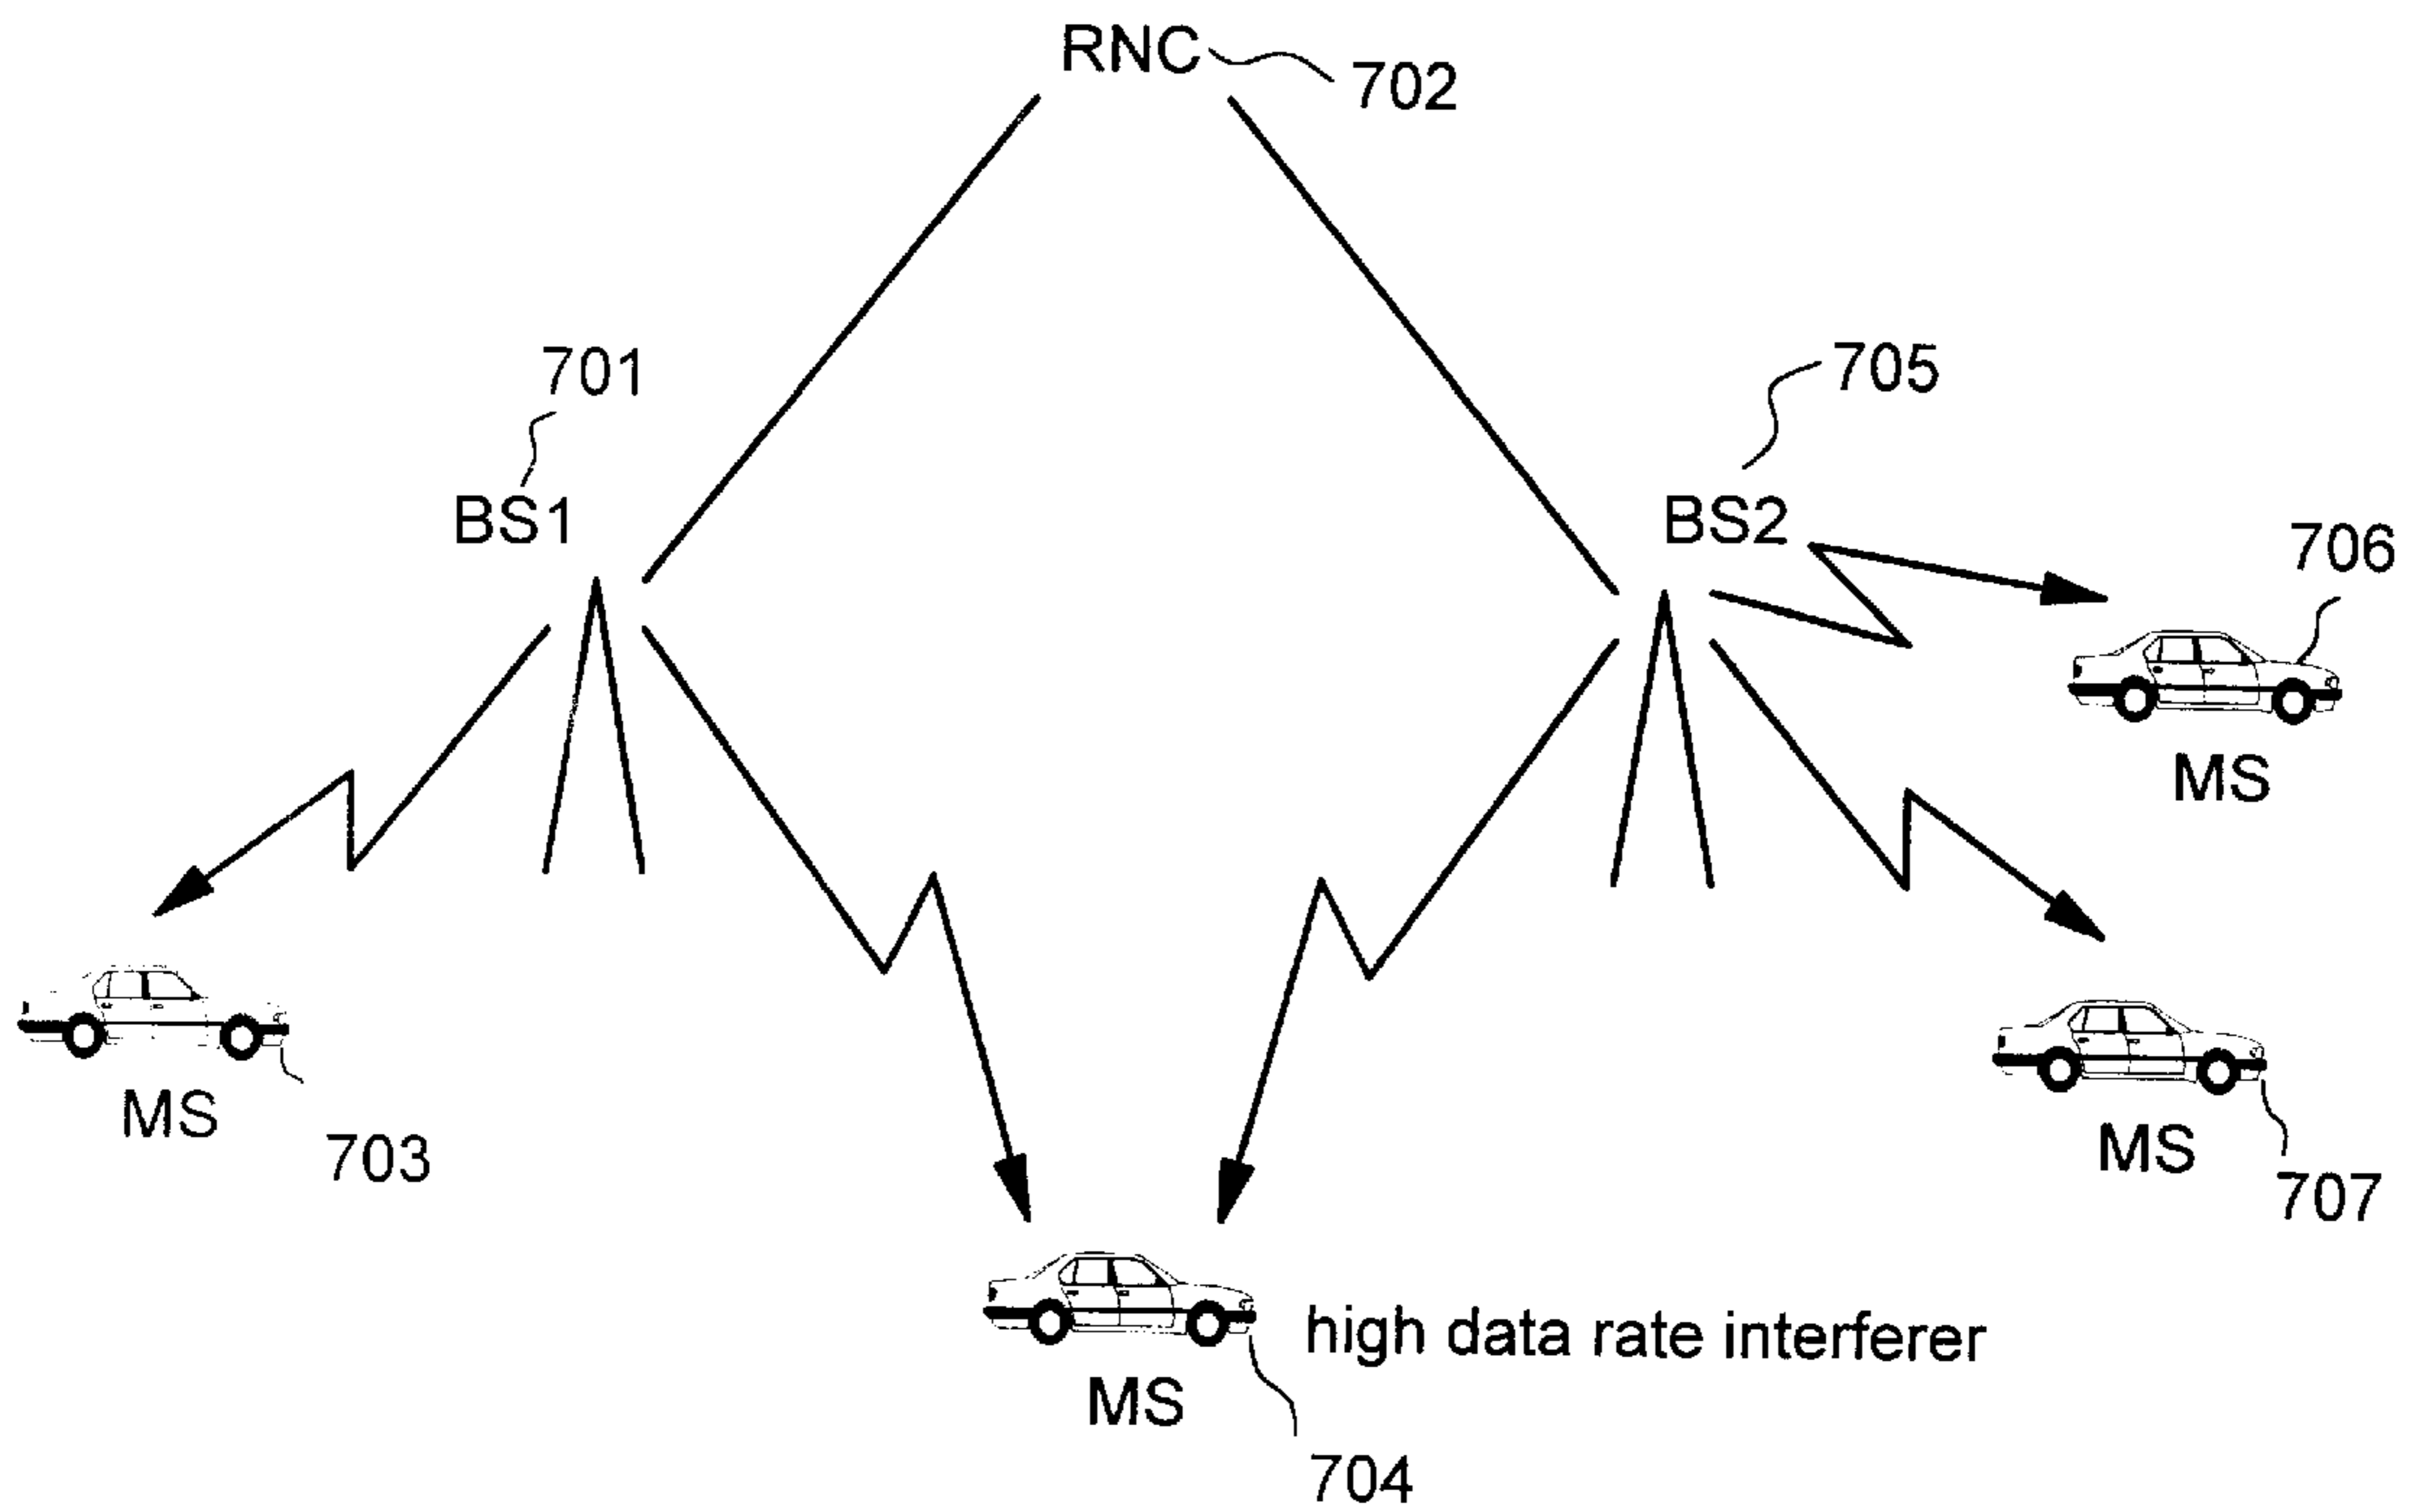 RNC
702
701
705
BS1
BS2
706
MS
MS
703
MS
707
high data rate interferer
MS
704